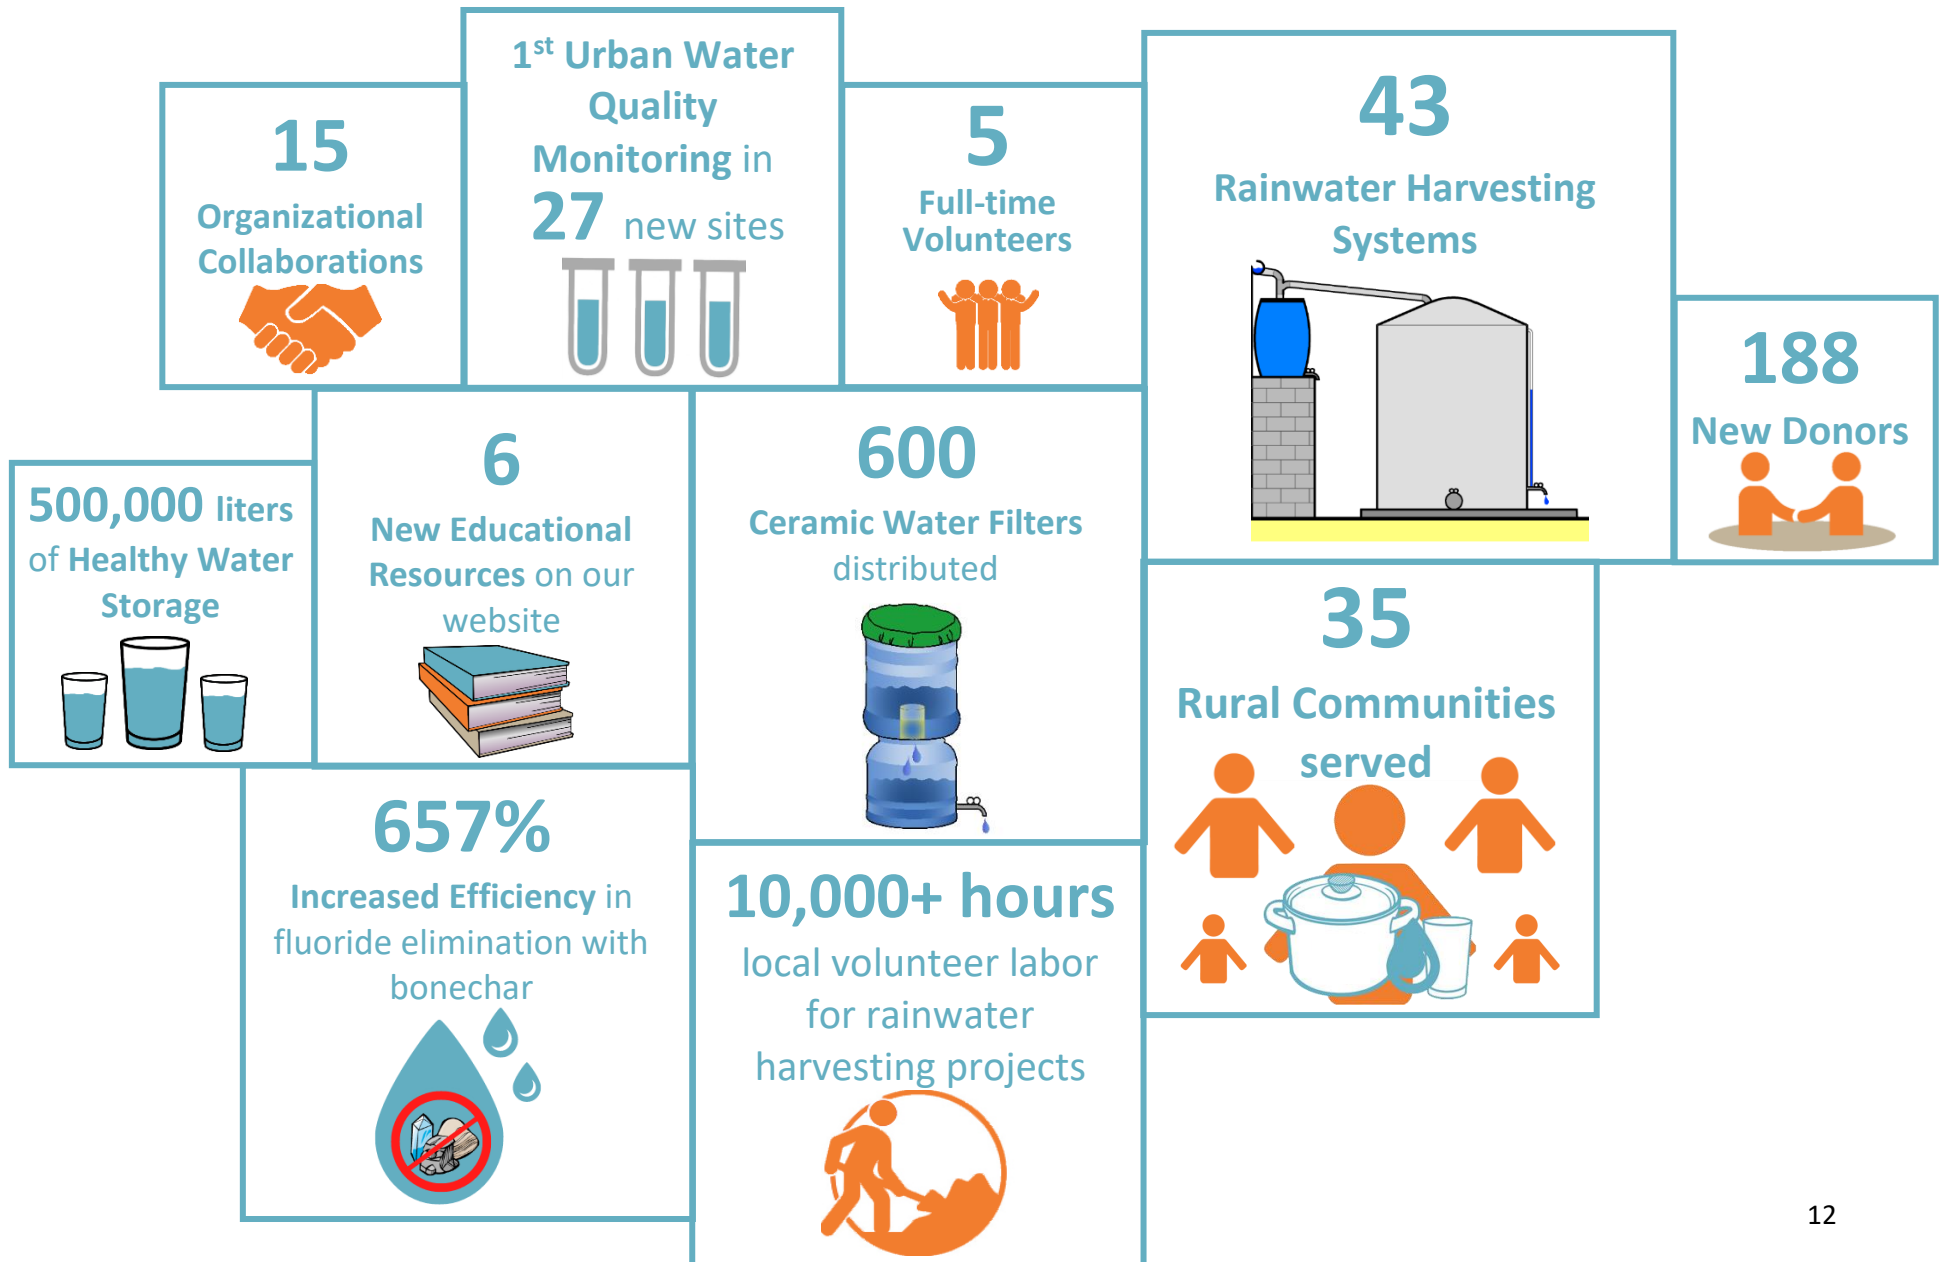 15
Organizational
Collaborations
1st Urban Water
Quality
Monitoring in
27 new sites
5
Full-time
Volunteers
43
Rainwater Harvesting
Systems
188
New Donors
500,000 liters
of Healthy Water
Storage
6
New Educational
Resources on our
website
600
Ceramic Water Filters
distributed
35
Rural Communities
served
657%
Increased Efficiency in
fluoride elimination with
bonechar
10,000+ hours
local volunteer labor
for rainwater
harvesting projects
12